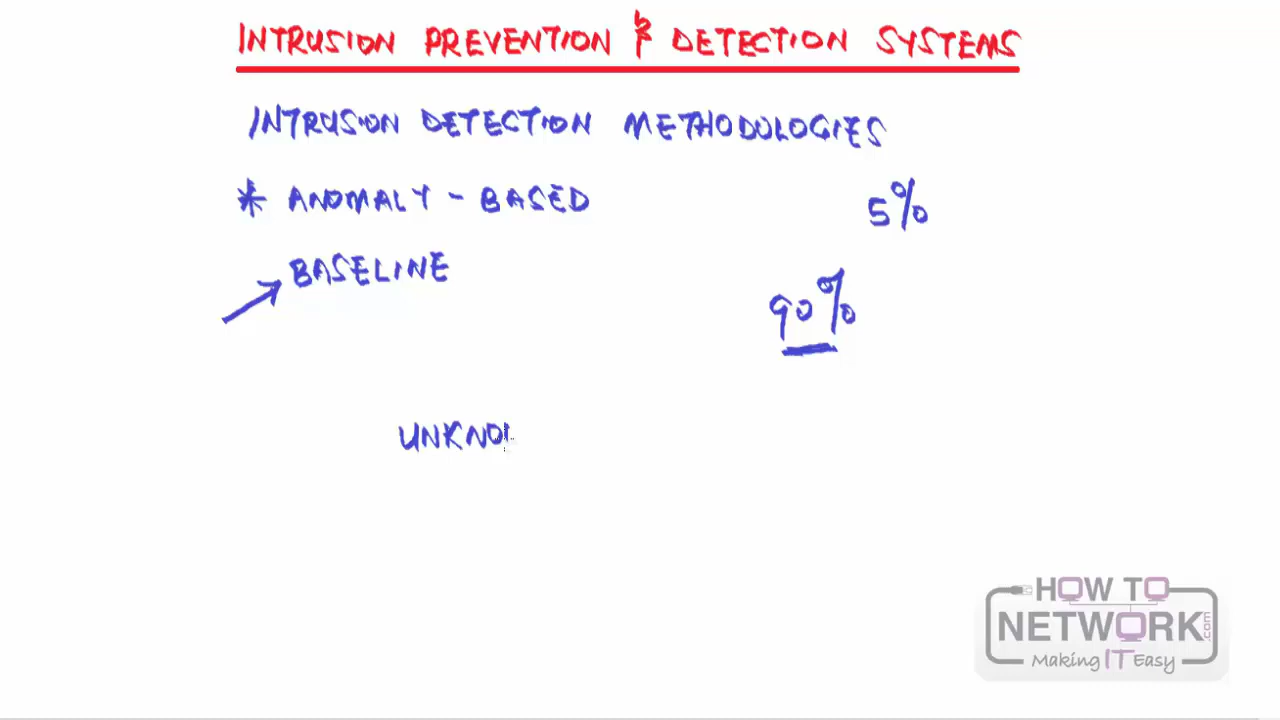 INTRUSION PREVENTION & DETECTION SYSTEMS
INTRUSION DETECTION METHODOLOGIES
* ANOMALY - BASED
5%
BASELINE
90%
UNKNO
HOW TO
NETWORK.com
Making IT Easy